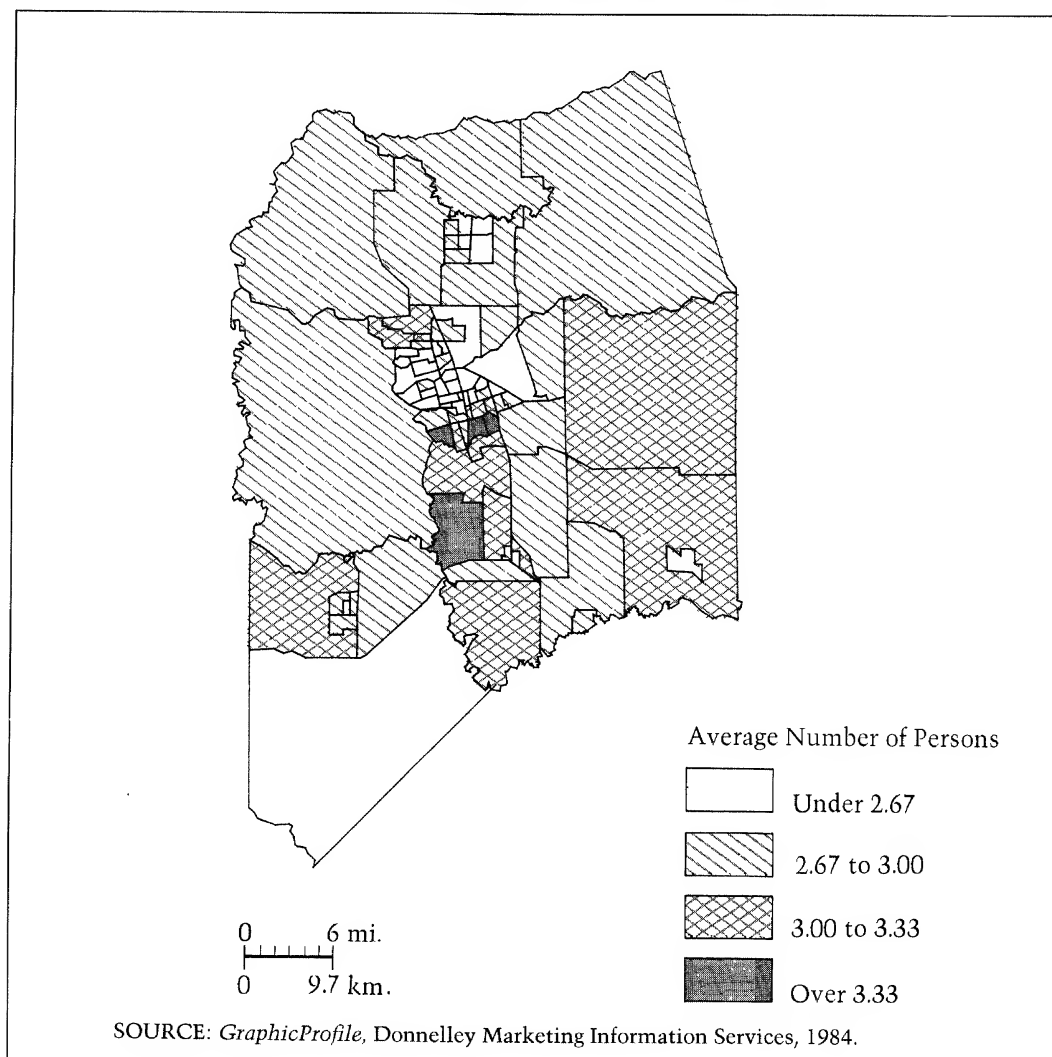 Average Number of Persons
Under 2.67
2.67 to 3.00
3.00 to 3.33
Over 3.33
0 6 mi.
0 9.7 km.
SOURCE: GraphicProfile, Donnelley Marketing Information Services, 1984.